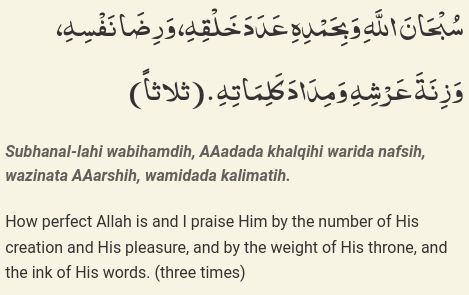 سُبْحَانَ اللَّهِ وَبِحَمْدِهِ عَدَدَ خَلْقِهِ، وَرِضَا نَفْسِهِ،
وَزِنَةَ عَرْشِهِ وَمِدَادَ كَلِمَاتِهِ. (ثلاثاً)
Subhanal-lahi wabihamdih, AAadada khalqihi warida nafsih,
wazinata AAarshih, wamidada kalimatih.
How perfect Allah is and I praise Him by the number of His
creation and His pleasure, and by the weight of His throne, and
the ink of His words. (three times)